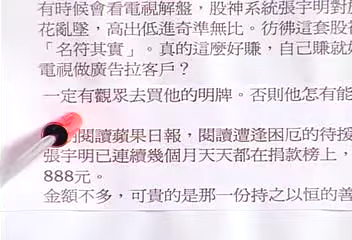 有時候會看電視解盤，股神系統張宇明對於
花亂墜，高出低進奇準無比。彷彿這套股
「名符其實」。真的這麼好賺，自己賺就
電視做廣告拉客戶？
一定有觀眾去買他的明牌。否則他怎有能
閱讀蘋果日報，閱讀遭逢困厄的待援
張宇明已連續幾個月天天都在捐款榜上，
888元。
金額不多，可貴的是那一份持之以恒的善